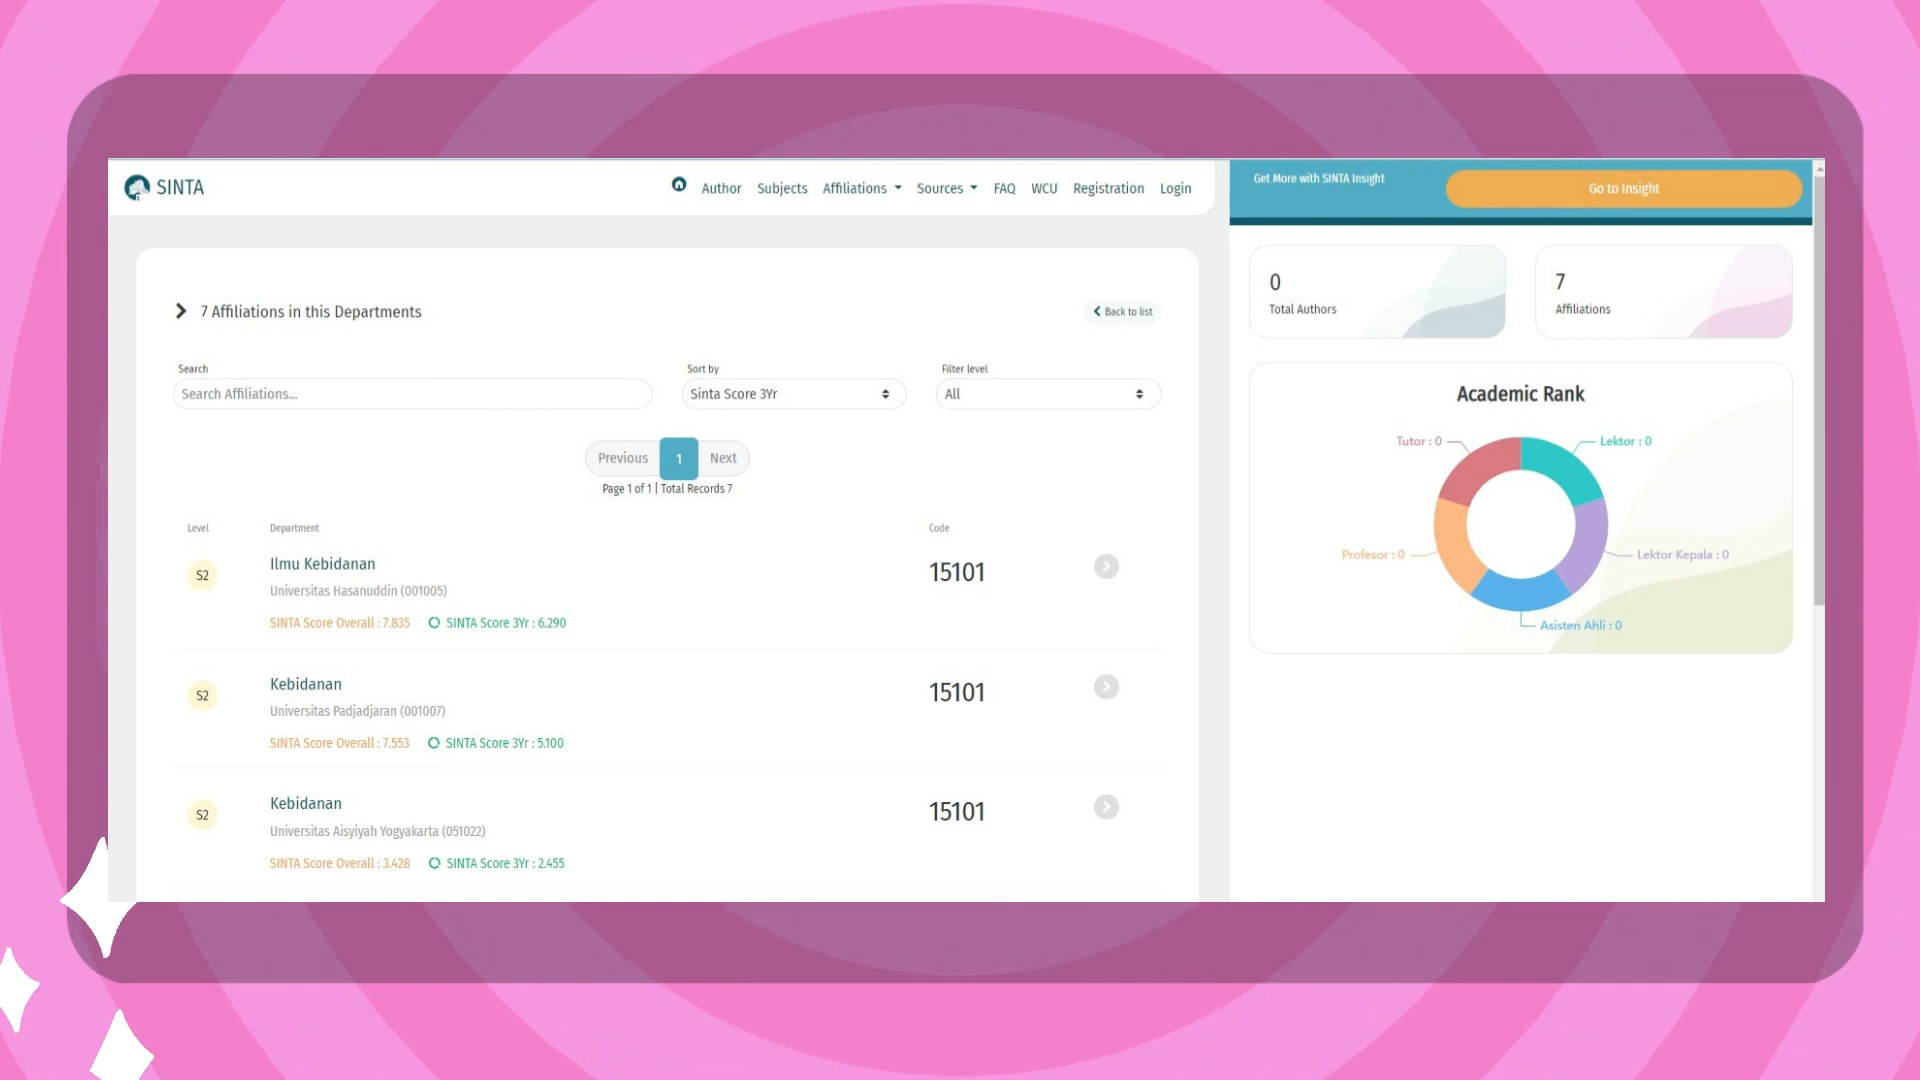 SINTA
Author Subjects Affiliations Sources FAQ WCU Registration Login
Get More with SINTA Insight
Go to Insight
7 Affiliations in this Departments
Back to list
Search
Search Affiliations...
Sort by
Sinta Score 3Yr
Filter level
All
Previous 1 Next
Page 1 of 1 | Total Records 7
Level Department Code
S2
Ilmu Kebidanan
15101
Universitas Hasanuddin (001005)
SINTA Score Overall : 7.835 SINTA Score 3Yr : 6.290
S2
Kebidanan
15101
Universitas Padjadjaran (001007)
SINTA Score Overall : 7.553 SINTA Score 3Yr : 5.100
S2
Kebidanan
15101
Universitas Aisyiyah Yogyakarta (051022)
SINTA Score Overall : 3.428 SINTA Score 3Yr : 2.455
0
Total Authors
7
Affiliations
Academic Rank
Tutor : 0
Lektor : 0
Profesor : 0
Lektor Kepala : 0
Asisten Ahli : 0